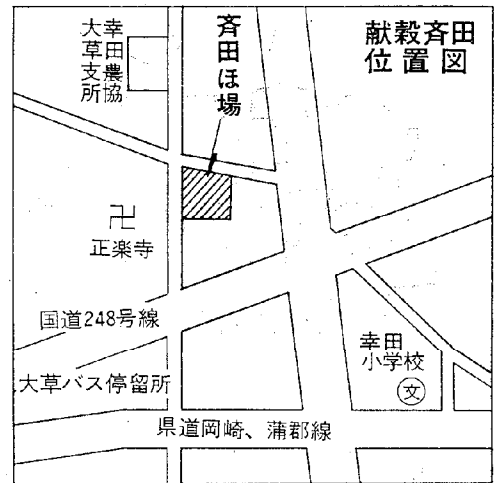 献穀斉田
位置図
斉田ほ場
幸田農協
大草支所
卍
正楽寺
国道248号線
大草バス停留所
幸田
小学校
文
県道岡崎、蒲郡線